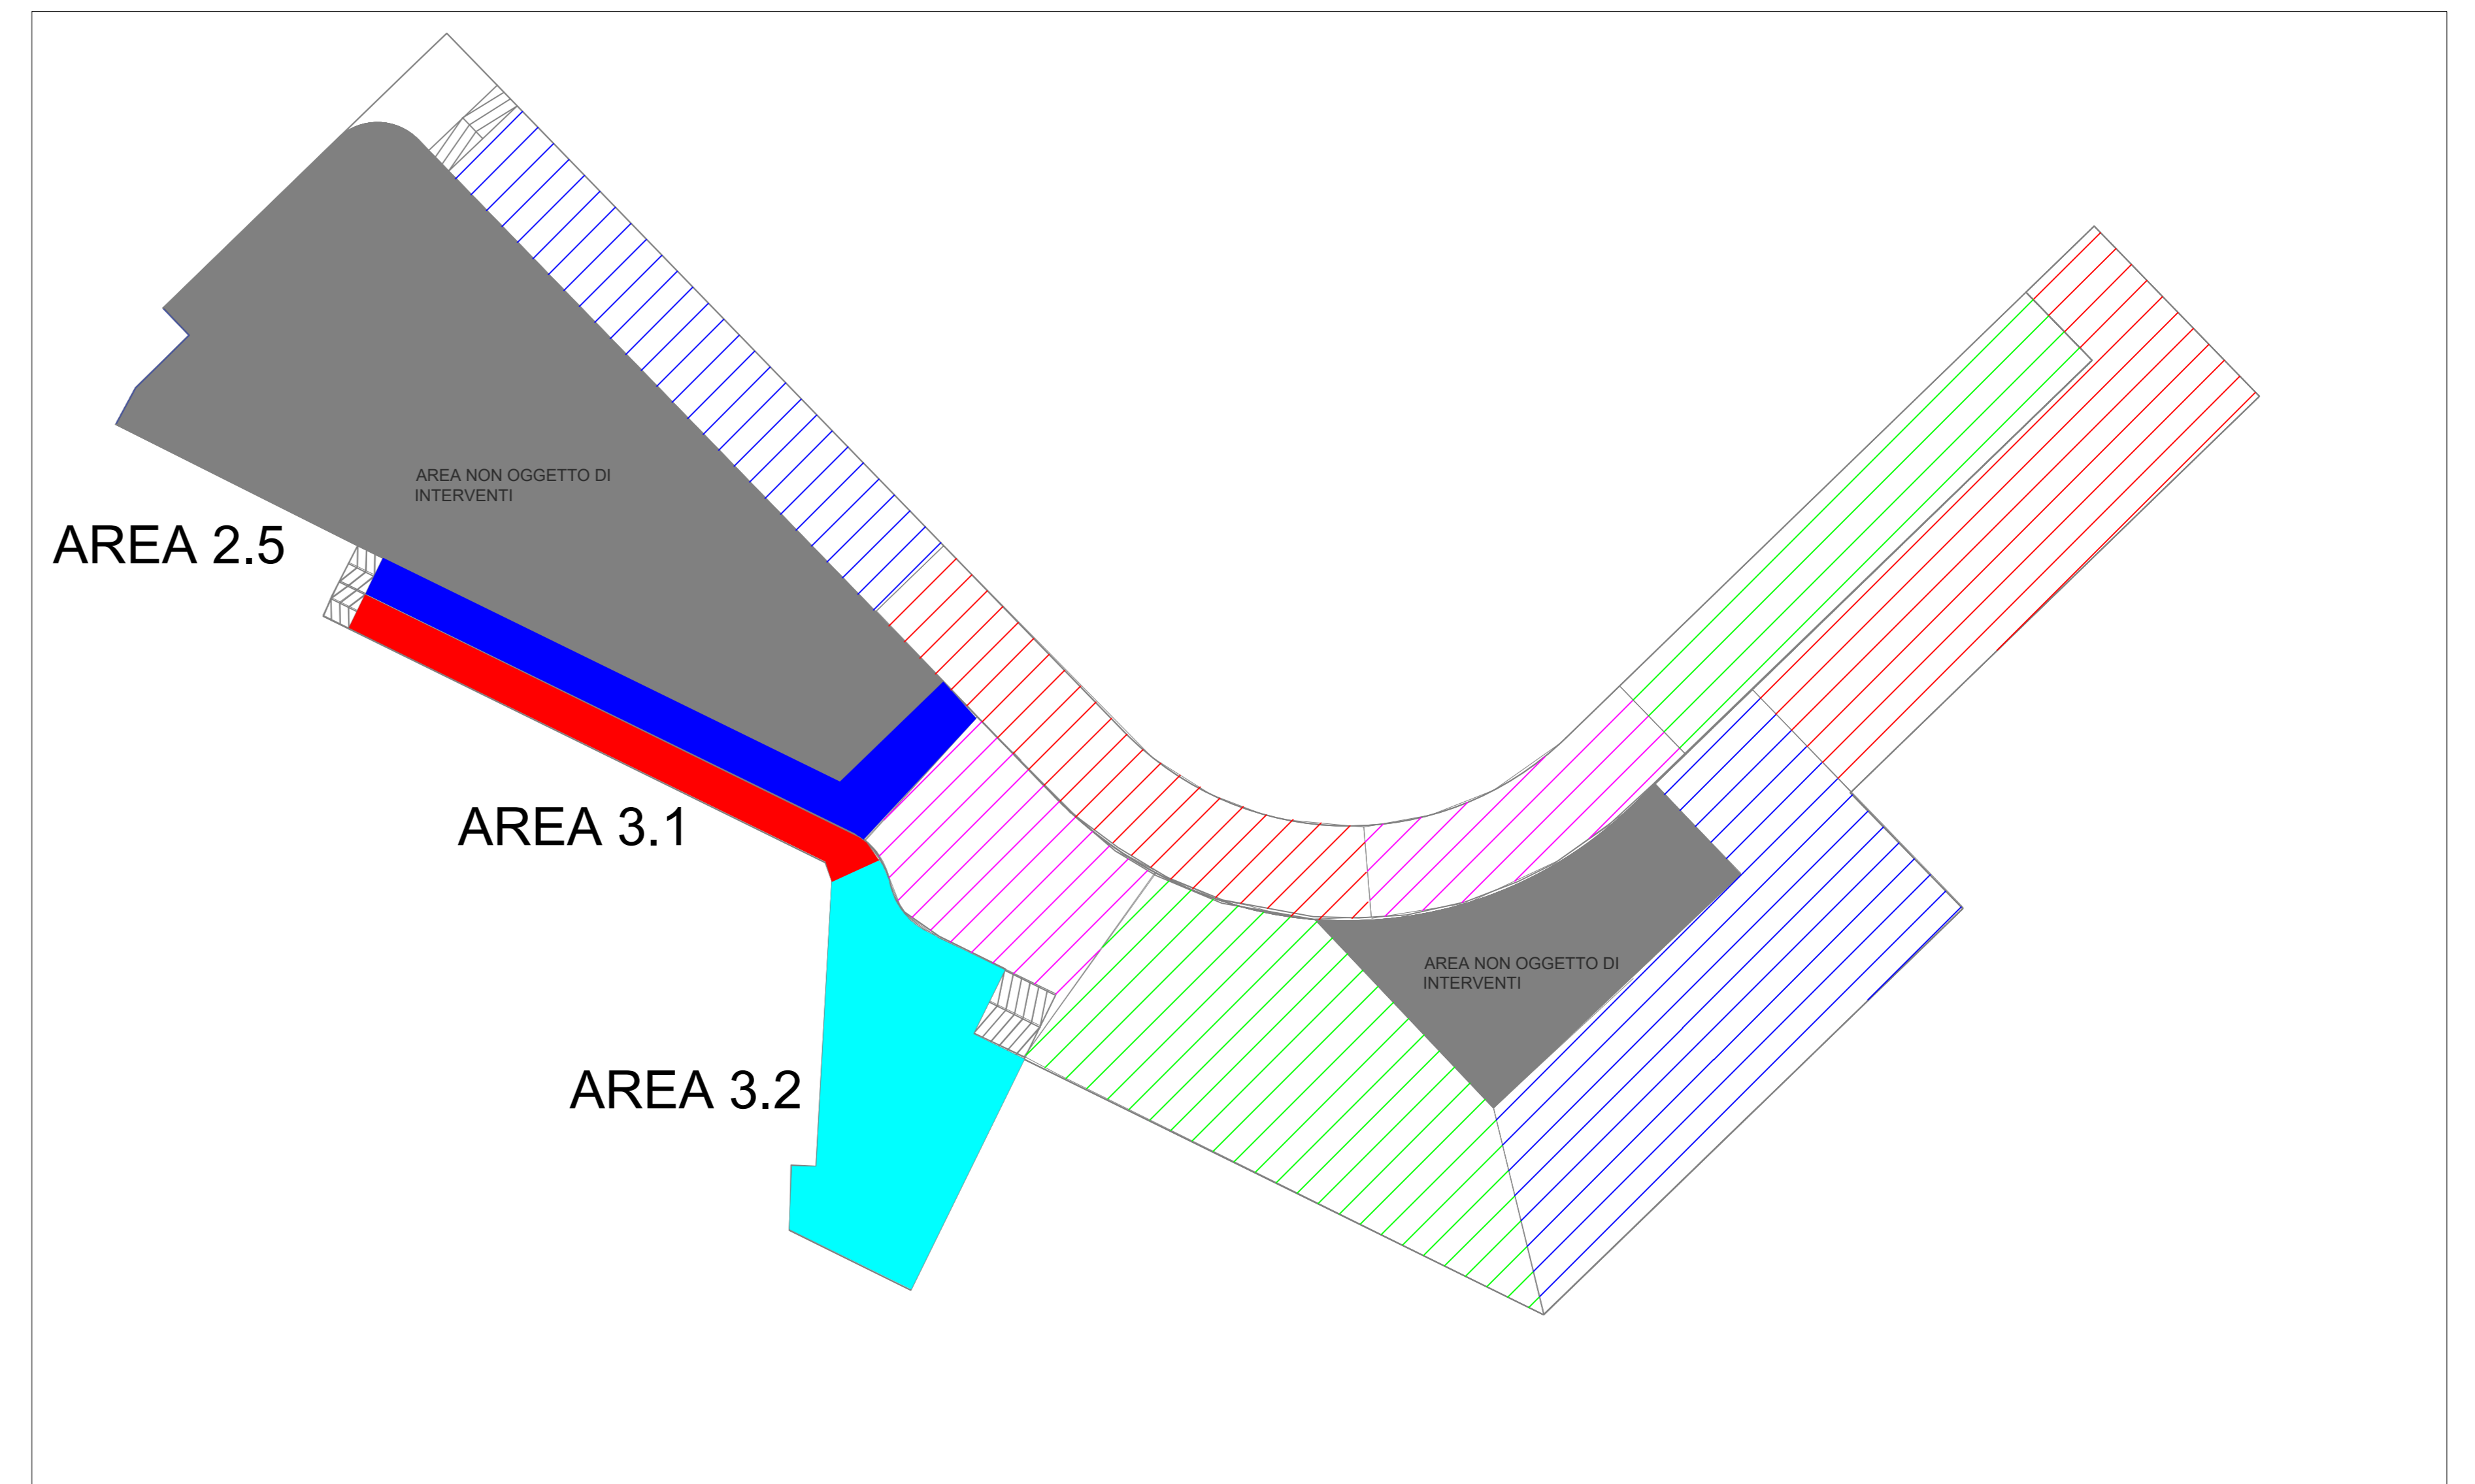 AREA NON OGGETTO DI
INTERVENTI
AREA 2.5
AREA 3.1
AREA NON OGGETTO DI
INTERVENTI
AREA 3.2